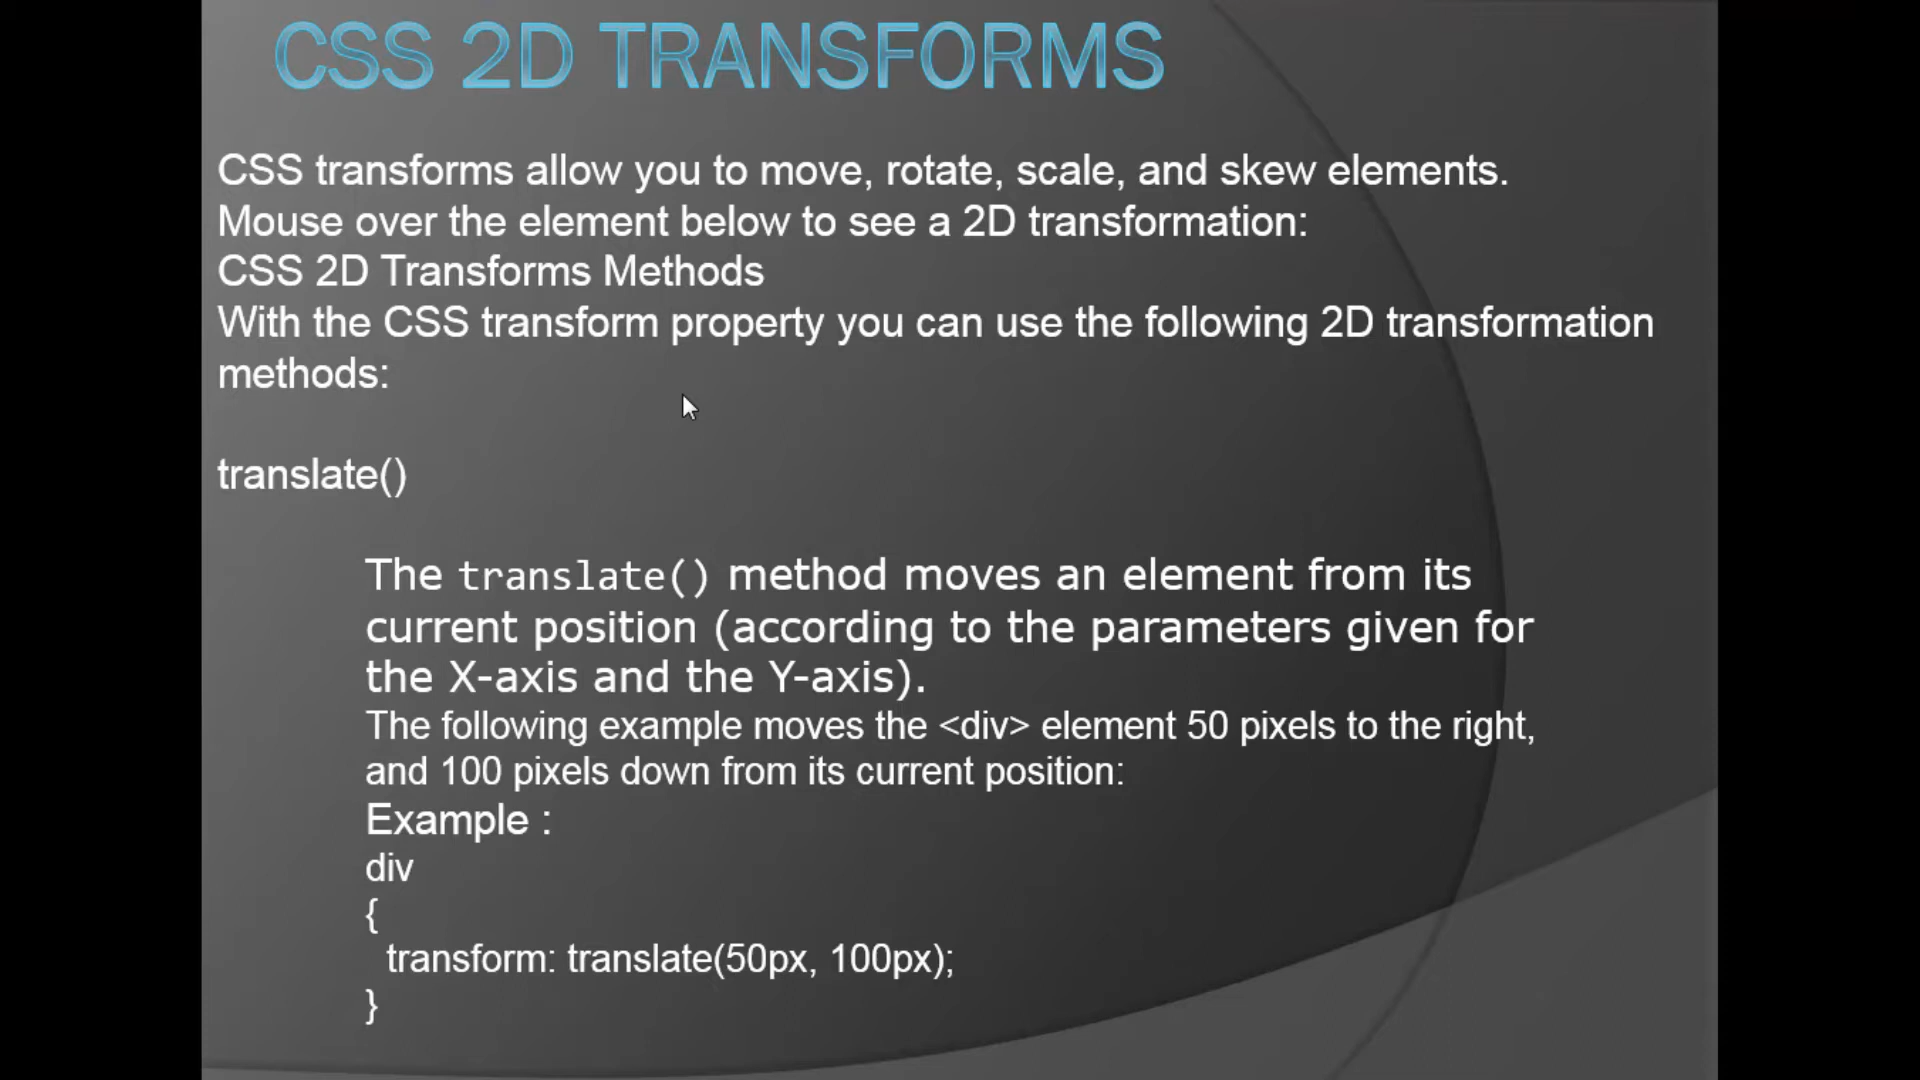 CSS 2D TRANSFORMS
CSS transforms allow you to move, rotate, scale, and skew elements.
Mouse over the element below to see a 2D transformation:
CSS 2D Transforms Methods
With the CSS transform property you can use the following 2D transformation
methods:
translate()
The translate() method moves an element from its
current position (according to the parameters given for
the X-axis and the Y-axis).
The following example moves the <div> element 50 pixels to the right,
and 100 pixels down from its current position:
Example :
div
{
transform: translate(50px, 100px);
}